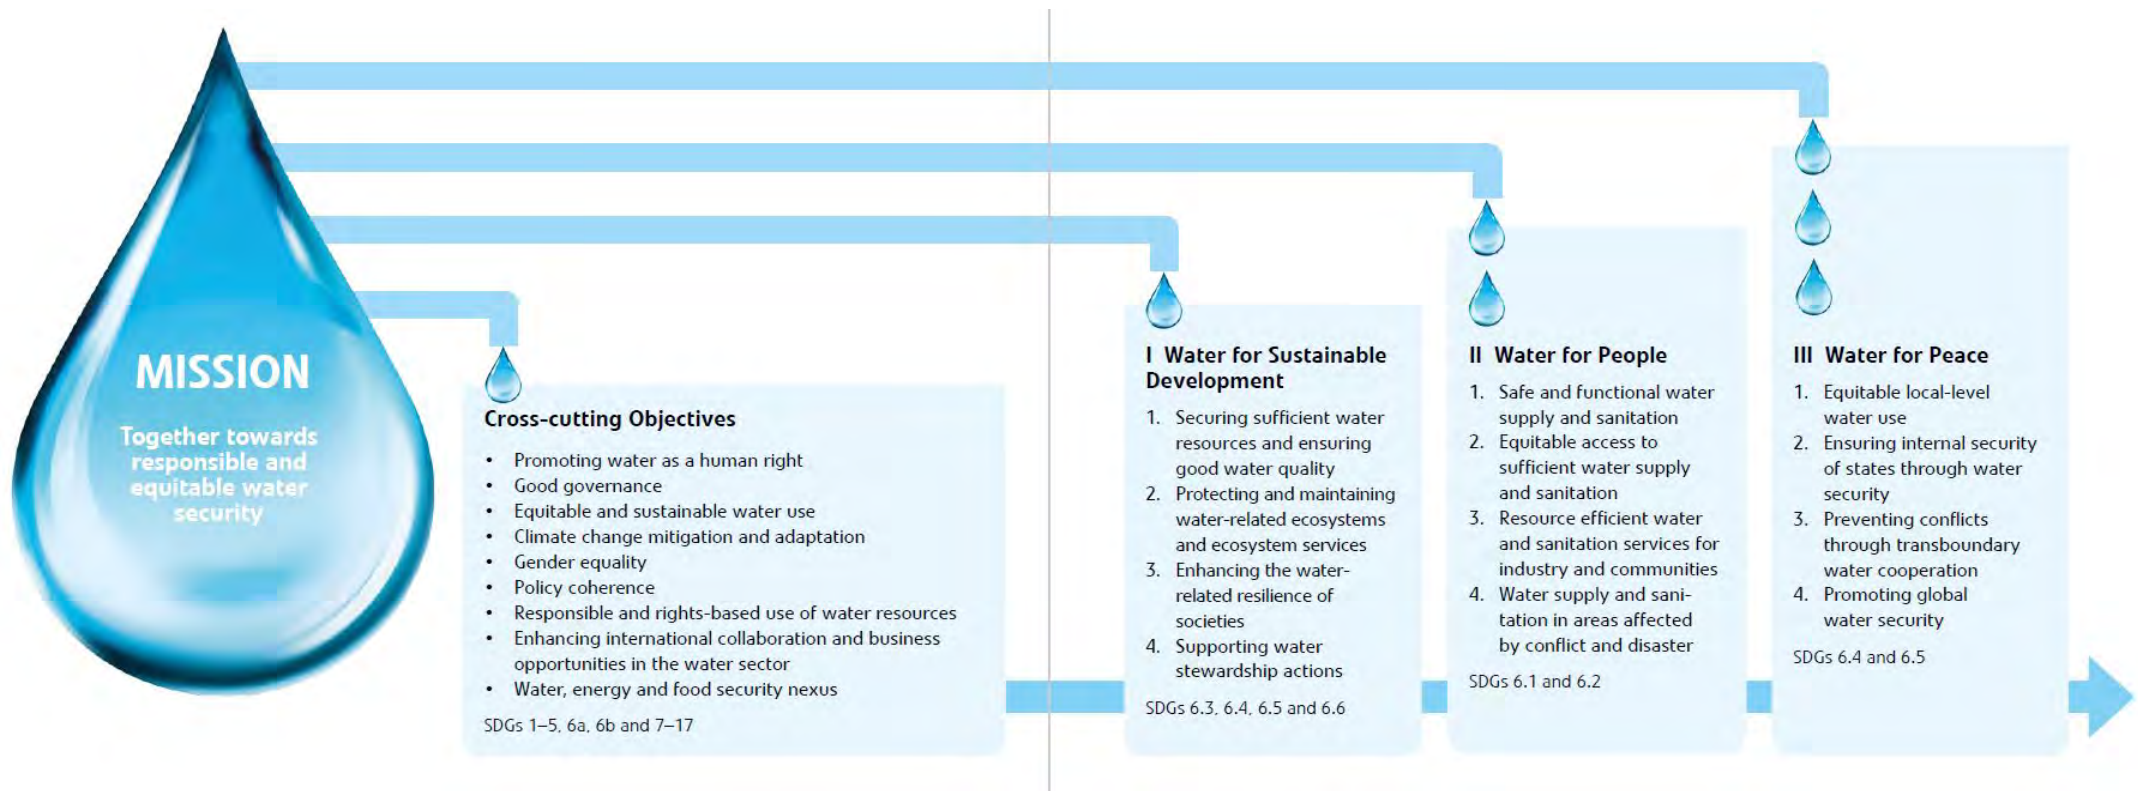 MISSION
Together towards
responsible and
equitable water
security
Cross-cutting Objectives
• Promoting water as a human right
• Good governance
• Equitable and sustainable water use
• Climate change mitigation and adaptation
• Gender equality
• Policy coherence
• Responsible and rights-based use of water resources
• Enhancing international collaboration and business
opportunities in the water sector
• Water, energy and food security nexus
SDGs 1–5, 6a, 6b and 7–17
I Water for Sustainable
Development
1. Securing sufficient water
resources and ensuring
good water quality
2. Protecting and maintaining
water-related ecosystems
and ecosystem services
3. Enhancing the water-
related resilience of
societies
4. Supporting water
stewardship actions
SDGs 6.3, 6.4, 6.5 and 6.6
II Water for People
1. Safe and functional water
supply and sanitation
2. Equitable access to
sufficient water supply
and sanitation
3. Resource efficient water
and sanitation services for
industry and communities
4. Water supply and sani-
tation in areas affected
by conflict and disaster
SDGs 6.1 and 6.2
III Water for Peace
1. Equitable local-level
water use
2. Ensuring internal security
of states through water
security
3. Preventing conflicts
through transboundary
water cooperation
4. Promoting global
water security
SDGs 6.4 and 6.5